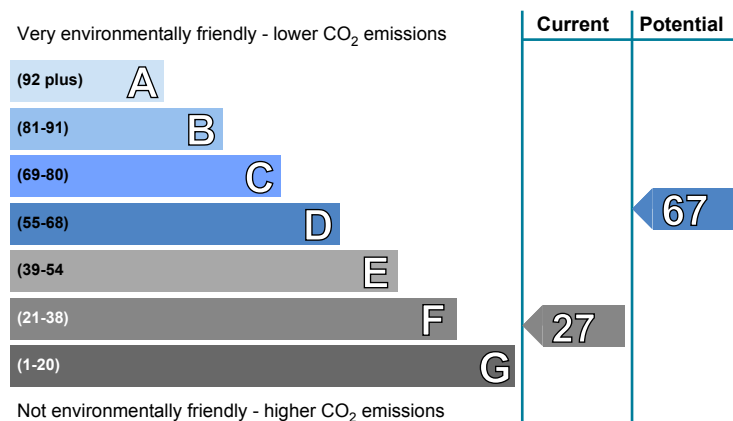 Very environmentally friendly - lower CO₂ emissions
Current
Potential
(92 plus) A
(81-91) B
(69-80) C
(55-68) D
67
(39-54 E
(21-38) F
27
(1-20) G
Not environmentally friendly - higher CO₂ emissions